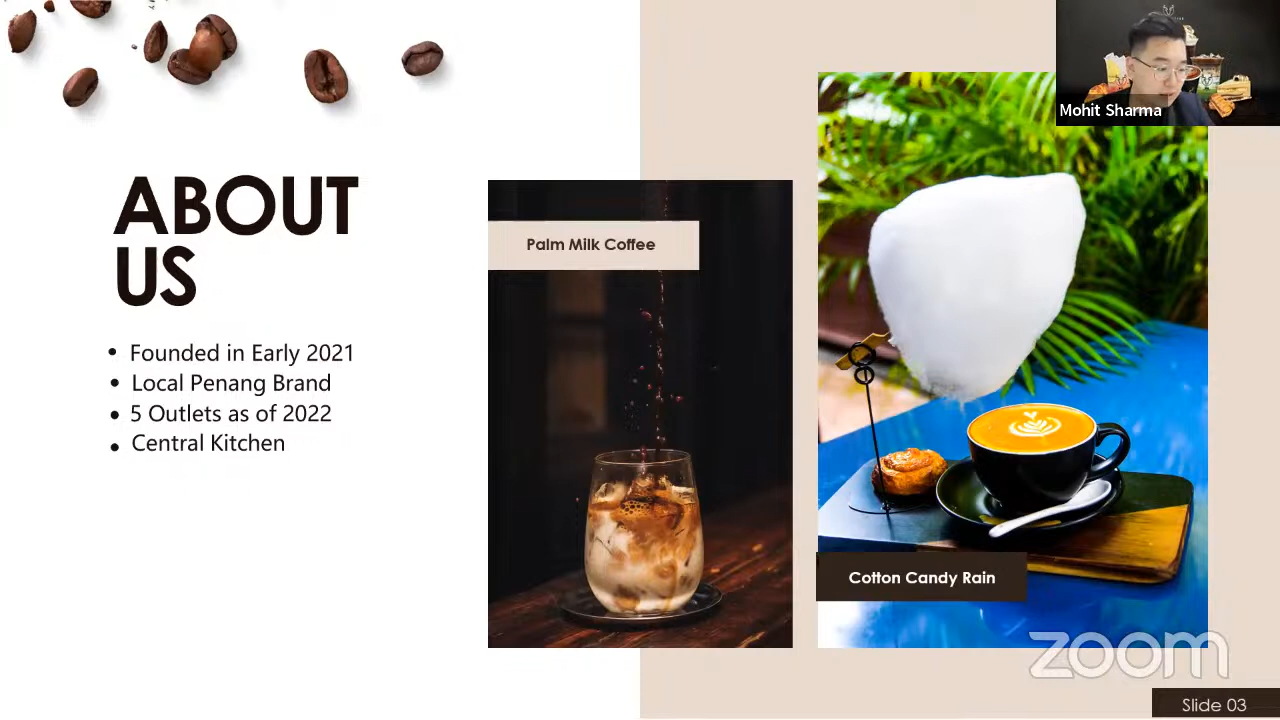 ABOUT
US
• Founded in Early 2021
• Local Penang Brand
• 5 Outlets as of 2022
• Central Kitchen
Palm Milk Coffee
Cotton Candy Rain
Mohit Sharma
zoom
Slide 03